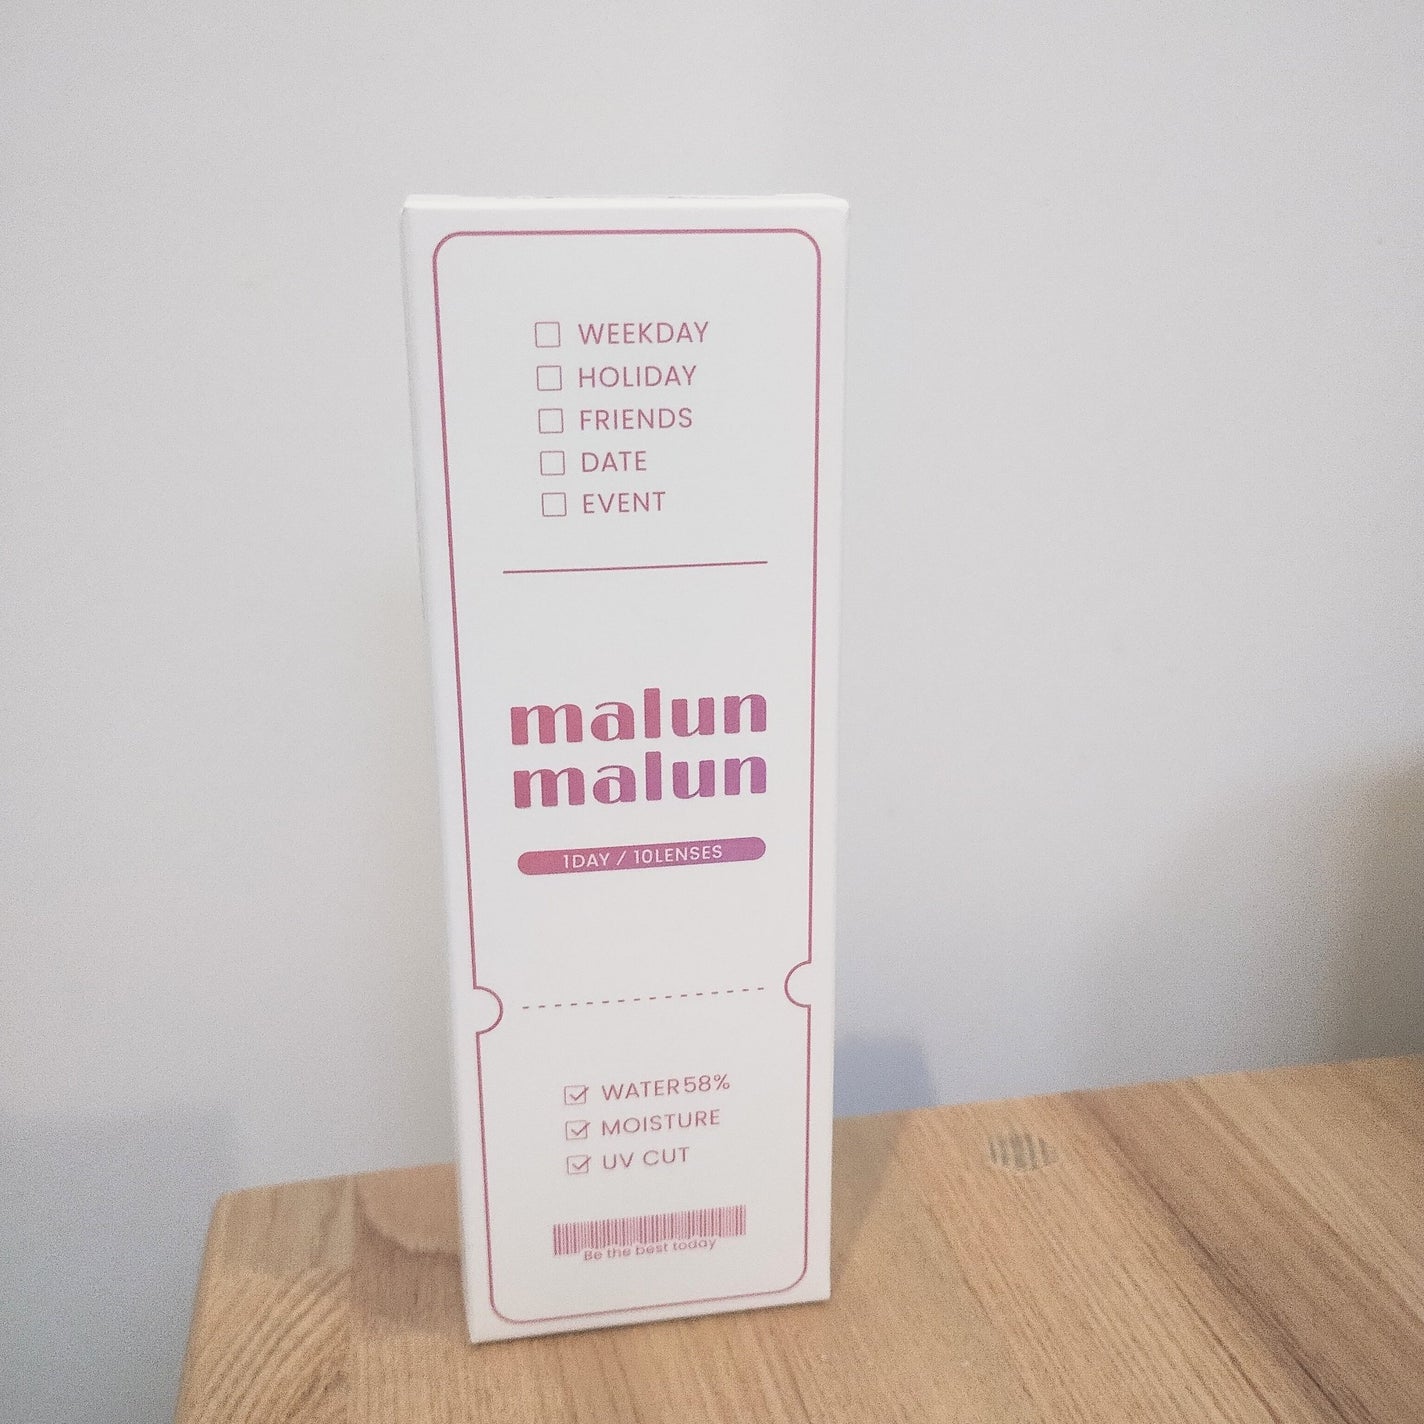 WEEKDAY
HOLIDAY
FRIENDS
DATE
EVENT
malun
malun
1DAY / 10LENSES
WATER58%
MOISTURE
UV CUT
Be the best today